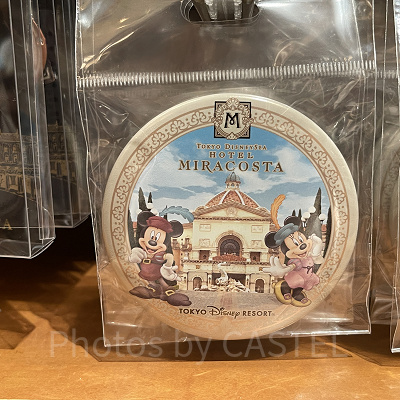 M
TOKYO DISNEYSEA
HOTEL
MIRACOSTA
TOKYO Disney RESORT
Photos by CASTEL